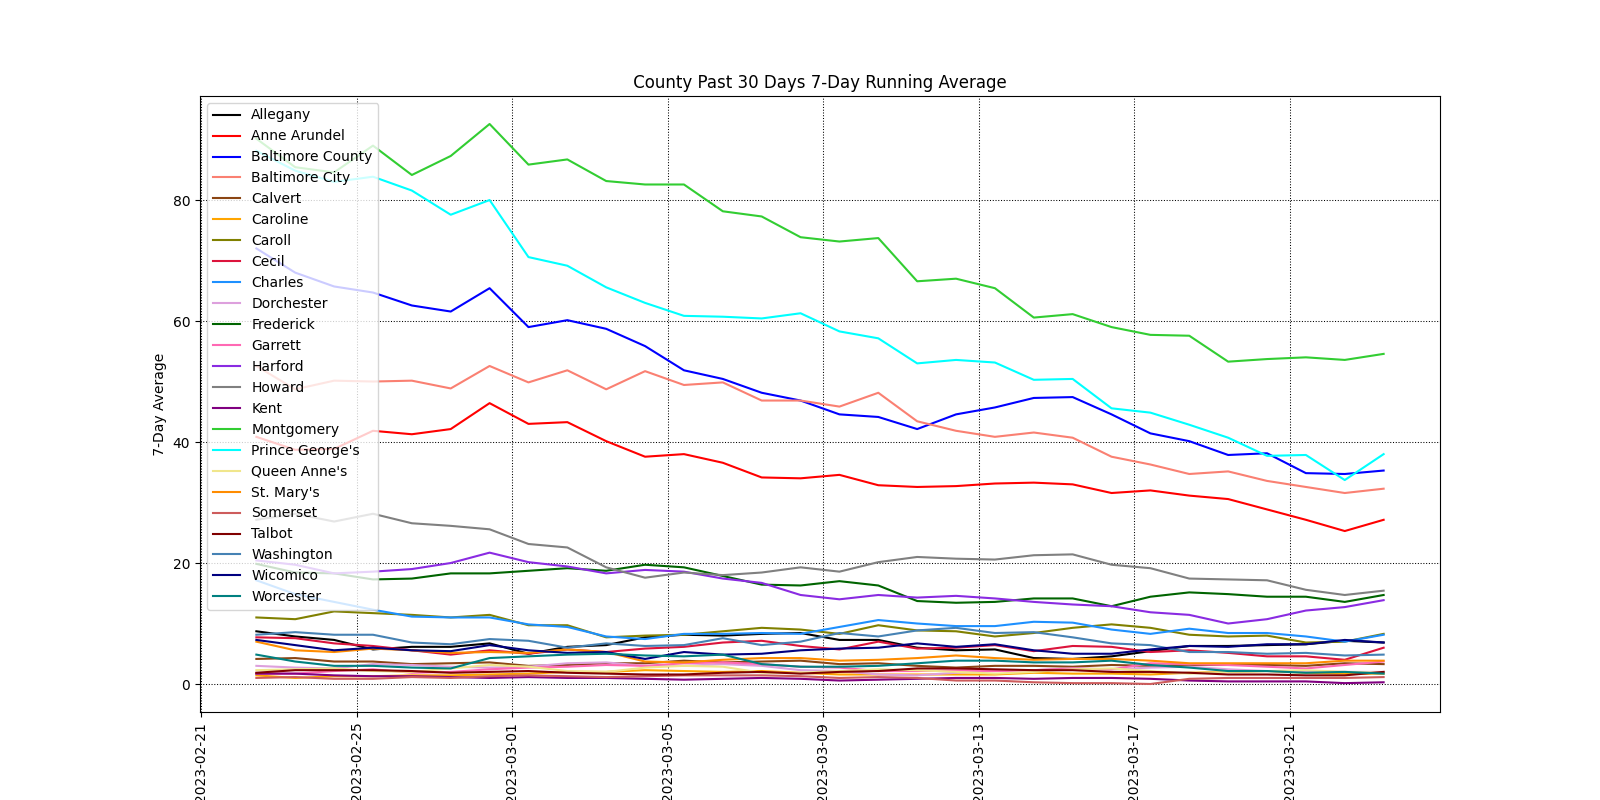 County Past 30 Days 7-Day Running Average
7-Day Average
80
60
40
20
0
Allegany
Anne Arundel
Baltimore County
Baltimore City
Calvert
Caroline
Caroll
Cecil
Charles
Dorchester
Frederick
Garrett
Harford
Howard
Kent
Montgomery
Prince George's
Queen Anne's
St. Mary's
Somerset
Talbot
Washington
Wicomico
Worcester
2023-02-21
2023-02-25
2023-03-01
2023-03-05
2023-03-09
2023-03-13
2023-03-17
2023-03-21